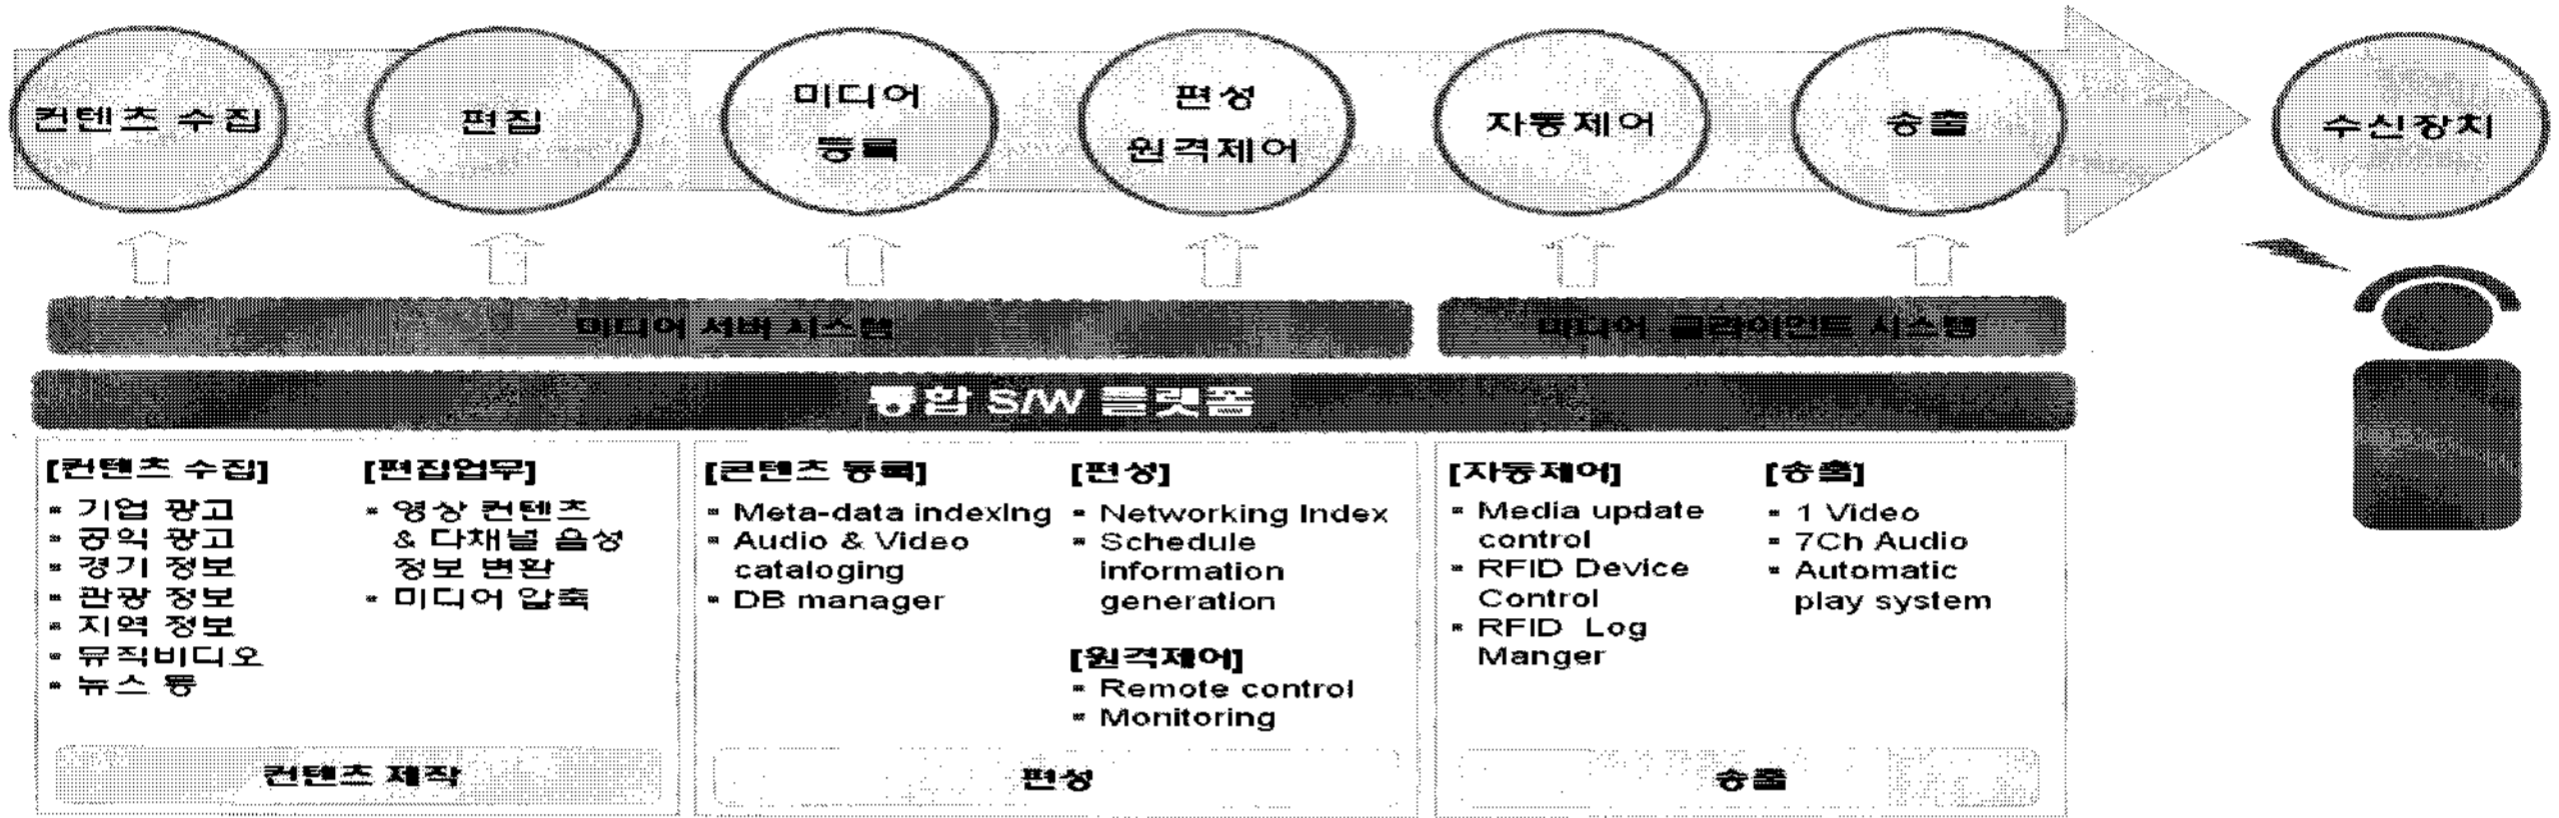 컨텐츠 수집
편집
미디어
등록
편성
원격제어
자동제어
송출
수신장치
미디어 서버 시스템
미디어 클라이언트 시스템
통합 S/W 플랫폼
[컨텐츠 수집]
기업 광고
공익 광고
경기 정보
관광 정보
지역 정보
뮤직비디오
뉴스 등
[편집업무]
영상 컨텐츠
& 다채널 음성
정보 변환
미디어 압축
컨텐츠 제작
[콘텐츠 등록]
Meta-data indexing
Audio & Video
cataloging
DB manager
[편성]
Networking Index
Schedule
information
generation
[원격제어]
Remote control
Monitoring
편성
[자동제어]
Media update
control
RFID Device
Control
RFID Log
Manger
[송출]
1 Video
7Ch Audio
Automatic
play system
송출